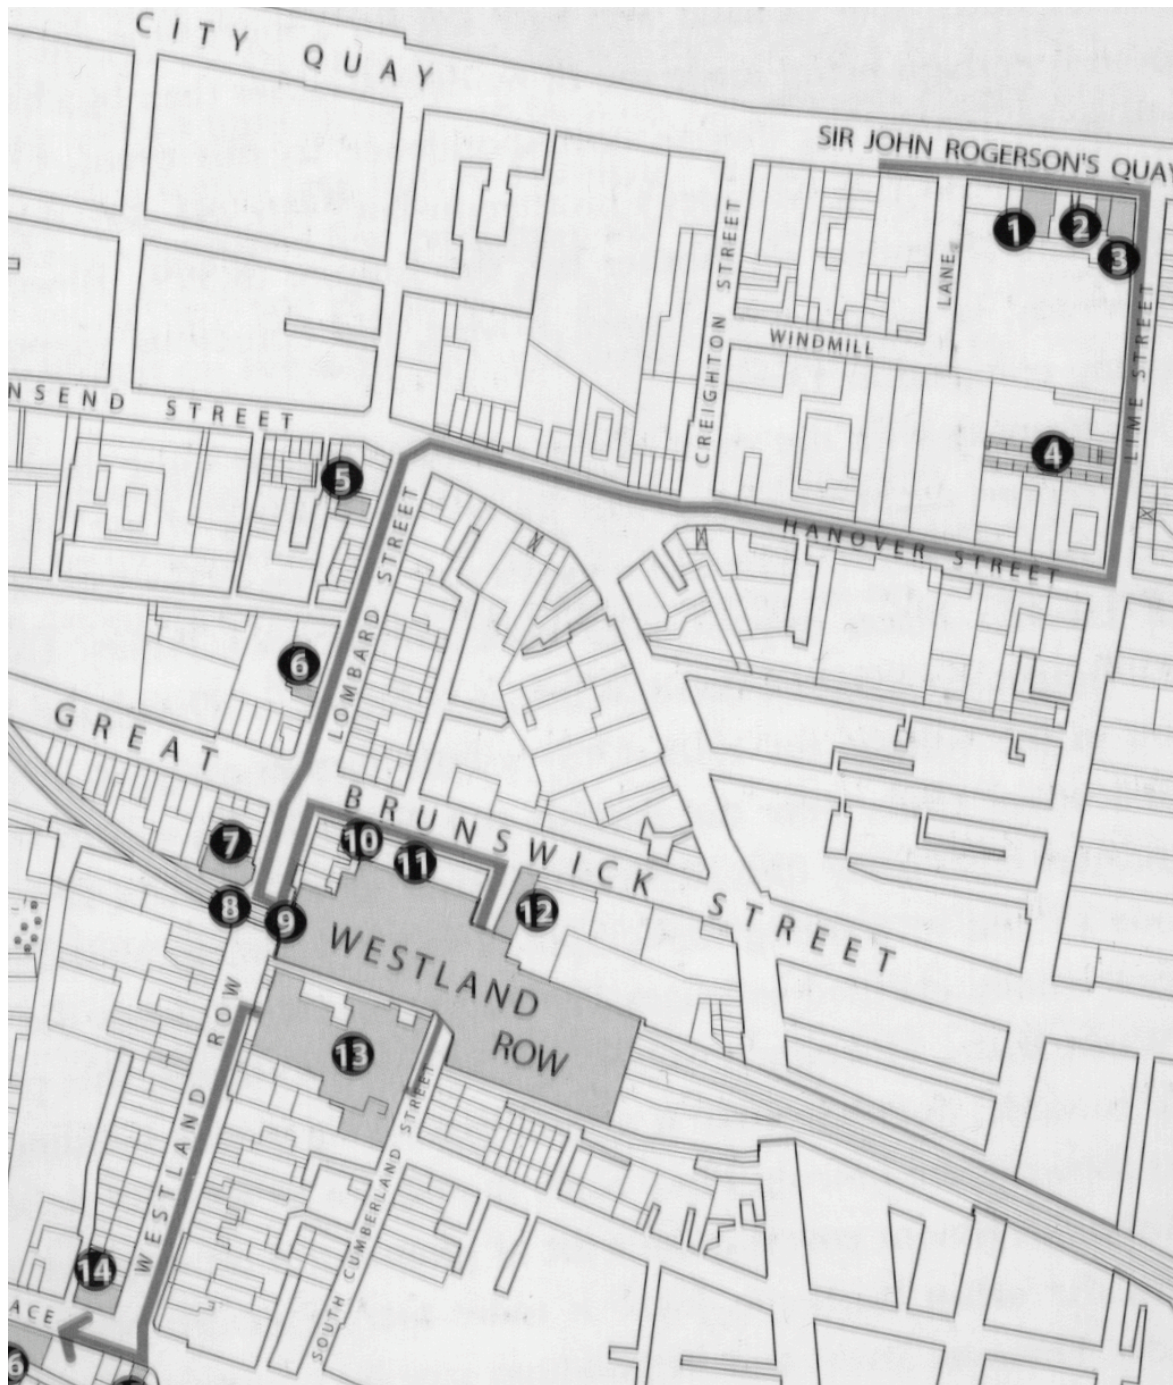 CITY QUAY
SIR JOHN ROGERSON'S QUAY
1
2
3
CREIGHTON STREET
LANE
WINDMILL
LIME STREET
NSEND STREET
4
5
HANOVER STREET
LOMBARD STREET
6
GREAT BRUNSWICK STREET
7
8
9
10
11
12
WESTLAND
ROW
13
WESTLAND ROW
SOUTH CUMBERLAND STREET
14
ACE
6